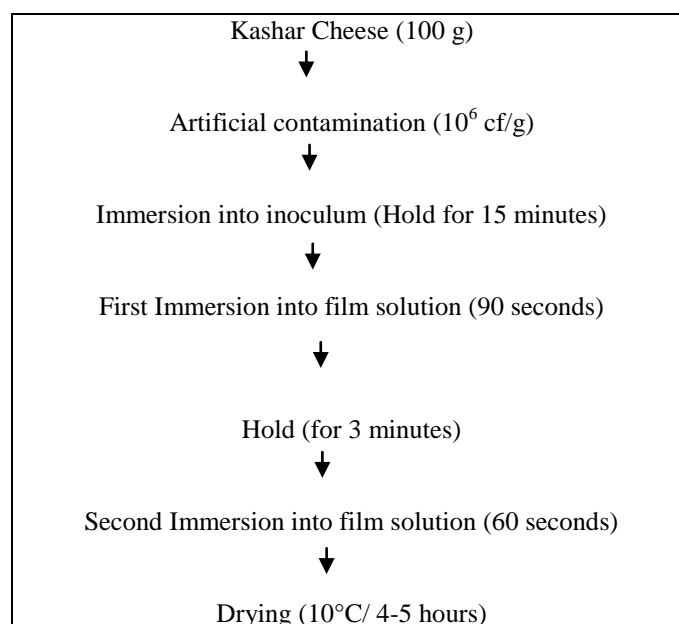 Kashar Cheese (100 g)
Artificial contamination (10⁶ cf/g)
Immersion into inoculum (Hold for 15 minutes)
First Immersion into film solution (90 seconds)
Hold (for 3 minutes)
Second Immersion into film solution (60 seconds)
Drying (10°C/ 4-5 hours)